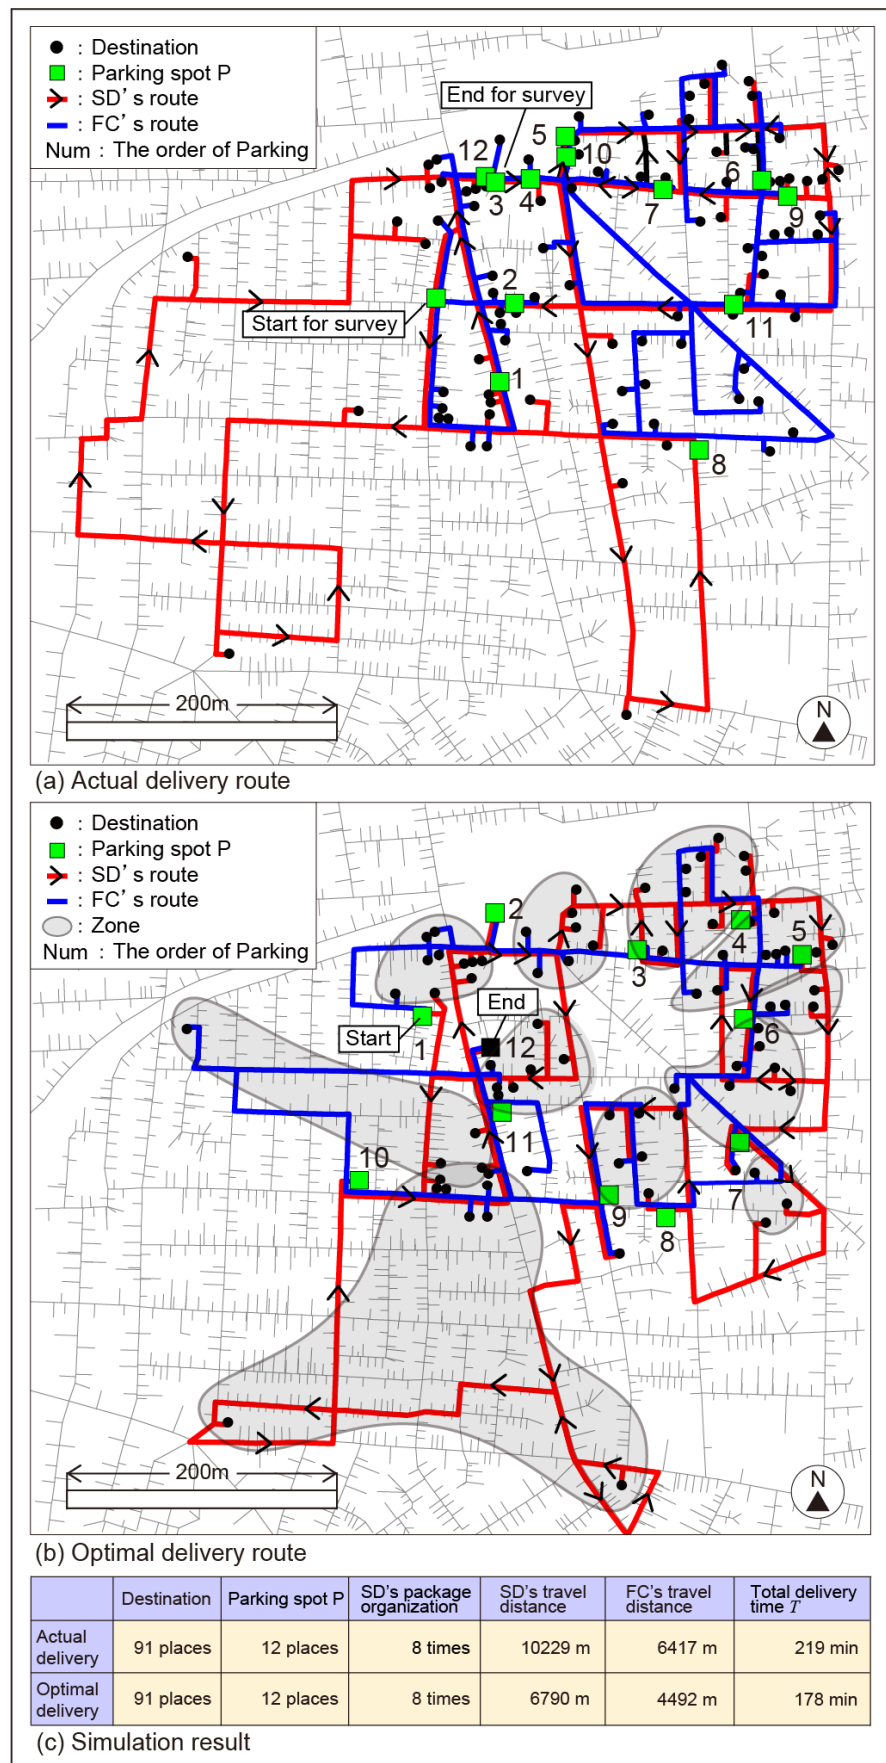 ● : Destination
■ : Parking spot P
> : SD's route
— : FC's route
Num : The order of Parking
End for survey
5
12
10
3
4
6
7
9
2
Start for survey
11
1
8
200m
N
(a) Actual delivery route
● : Destination
■ : Parking spot P
> : SD's route
— : FC's route
: Zone
Num : The order of Parking
2
4
5
3
End
Start
1
12
6
11
10
7
9
8
200m
N
(b) Optimal delivery route
Destination Parking spot P SD's package organization SD's travel distance FC's travel distance Total delivery time T
Actual delivery 91 places 12 places 8 times 10229 m 6417 m 219 min
Optimal delivery 91 places 12 places 8 times 6790 m 4492 m 178 min
(c) Simulation result